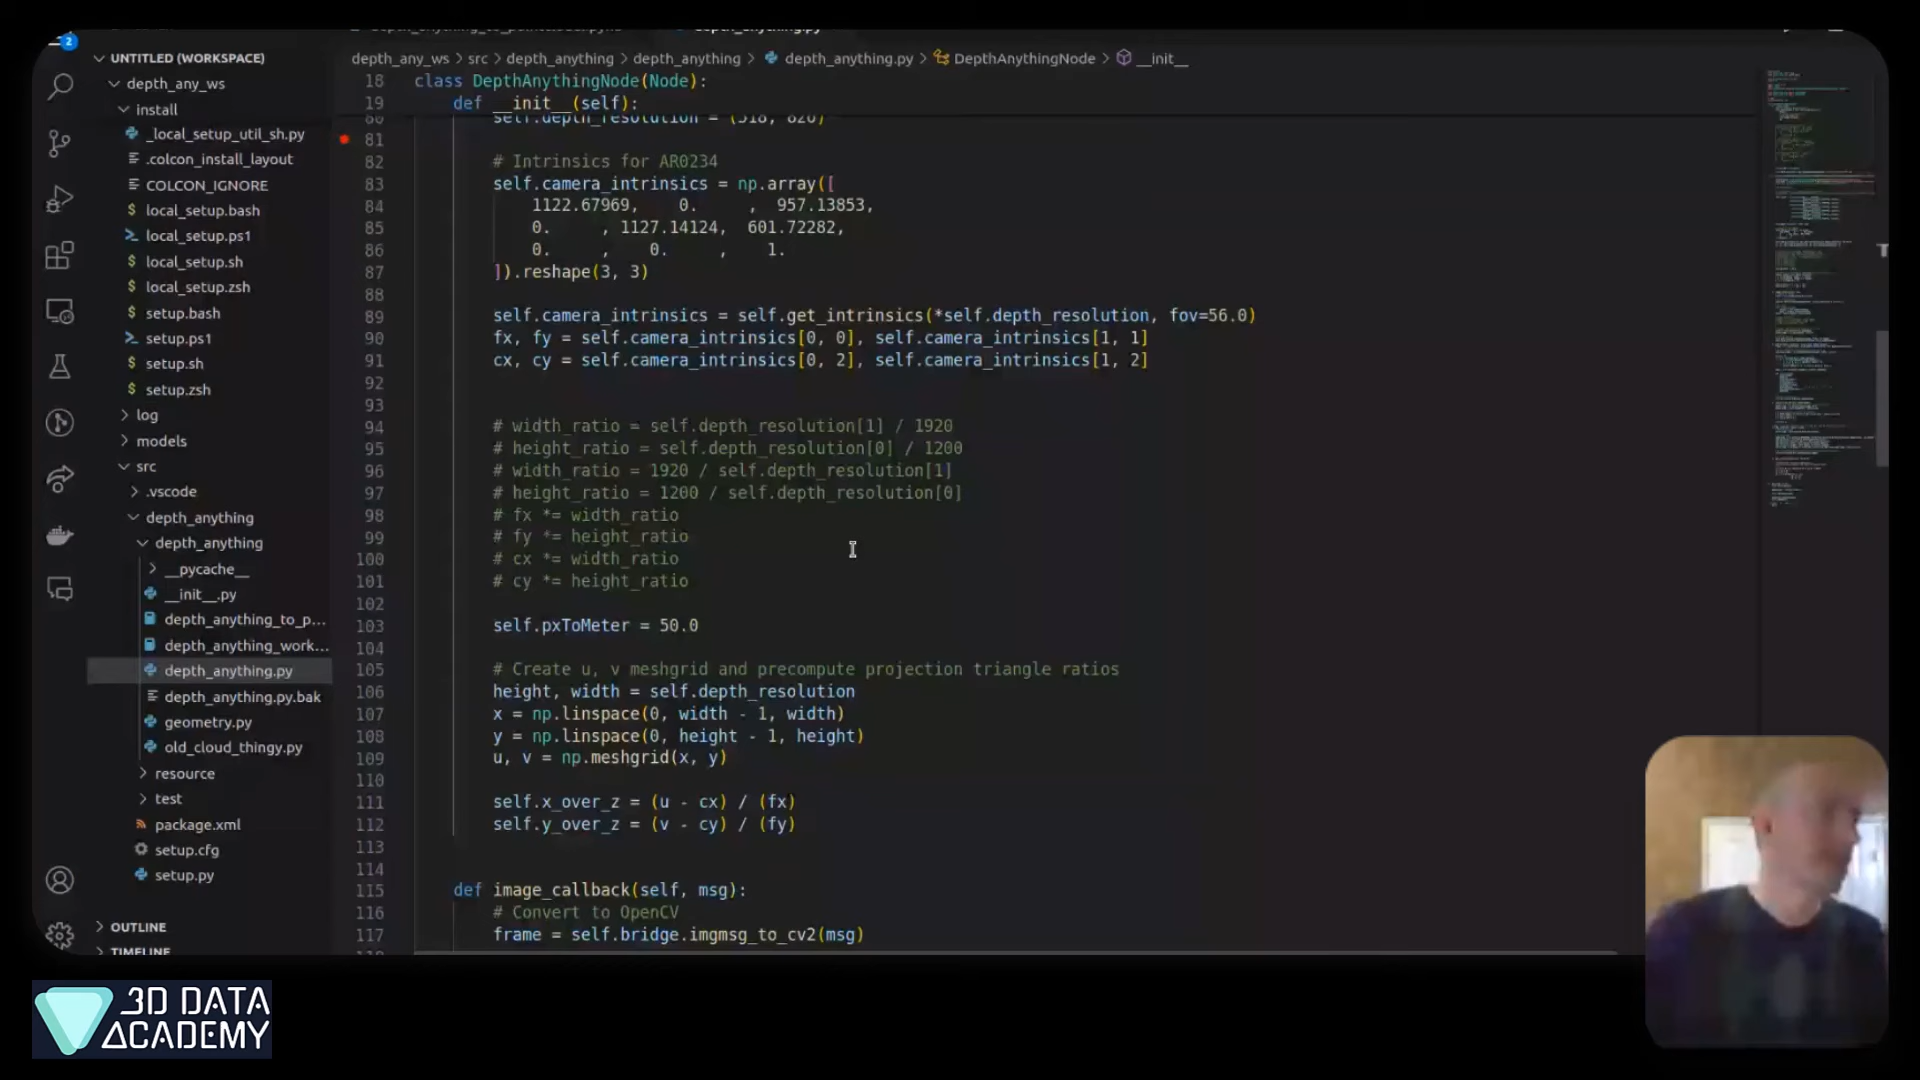 2
UNTITLED (WORKSPACE)
depth_any_ws
install
_local_setup_util_sh.py
.colcon_install_layout
COLCON_IGNORE
local_setup.bash
local_setup.ps1
local_setup.sh
local_setup.zsh
setup.bash
setup.ps1
setup.sh
setup.zsh
log
models
src
.vscode
depth_anything
depth_anything
__pycache__
__init__.py
depth_anything_to_p...
depth_anything_work...
depth_anything.py
depth_anything.py.bak
geometry.py
old_cloud_thingy.py
resource
test
package.xml
setup.cfg
setup.py
OUTLINE
TIMELINE
depth_any_ws > src > depth_anything > depth_anything > depth_anything.py > DepthAnythingNode > __init__
18 class DepthAnythingNode(Node):
19 def __init__(self):
80 self.depth_resolution = (518, 826)
81
82 # Intrinsics for AR0234
83 self.camera_intrinsics = np.array([
84 1122.67969, 0. , 957.13853,
85 0. , 1127.14124, 601.72282,
86 0. , 0. , 1.
87 ]).reshape(3, 3)
88
89 self.camera_intrinsics = self.get_intrinsics(*self.depth_resolution, fov=56.0)
90 fx, fy = self.camera_intrinsics[0, 0], self.camera_intrinsics[1, 1]
91 cx, cy = self.camera_intrinsics[0, 2], self.camera_intrinsics[1, 2]
92
93
94 # width_ratio = self.depth_resolution[1] / 1920
95 # height_ratio = self.depth_resolution[0] / 1200
96 # width_ratio = 1920 / self.depth_resolution[1]
97 # height_ratio = 1200 / self.depth_resolution[0]
98 # fx *= width_ratio
99 # fy *= height_ratio
100 # cx *= width_ratio
101 # cy *= height_ratio
102
103 self.pxToMeter = 50.0
104
105 # Create u, v meshgrid and precompute projection triangle ratios
106 height, width = self.depth_resolution
107 x = np.linspace(0, width - 1, width)
108 y = np.linspace(0, height - 1, height)
109 u, v = np.meshgrid(x, y)
110
111 self.x_over_z = (u - cx) / (fx)
112 self.y_over_z = (v - cy) / (fy)
113
114
115 def image_callback(self, msg):
116 # Convert to OpenCV
117 frame = self.bridge.imgmsg_to_cv2(msg)
3D DATA
ACADEMY